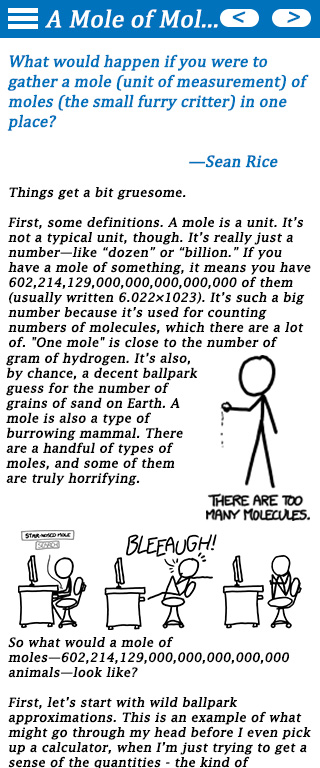 A Mole of Mol...
< >
What would happen if you were to
gather a mole (unit of measurement) of
moles (the small furry critter) in one
place?
—Sean Rice
Things get a bit gruesome.
First, some definitions. A mole is a unit. It's
not a typical unit, though. It's really just a
number—like “dozen” or “billion.” If you
have a mole of something, it means you have
602,214,129,000,000,000,000,000 of them
(usually written 6.022×1023). It's such a big
number because it's used for counting
numbers of molecules, which there are a lot
of. "One mole" is close to the number of
gram of hydrogen. It's also,
by chance, a decent ballpark
guess for the number of
grains of sand on Earth. A
mole is also a type of
burrowing mammal. There
are a handful of types of
moles, and some of them
are truly horrifying.
THERE ARE TOO
MANY MOLECULES.
STAR-NOSED MOLE
SEARCH
BLEEAUGH!
So what would a mole of
moles—602,214,129,000,000,000,000,000
animals—look like?
First, let's start with wild ballpark
approximations. This is an example of what
might go through my head before I even pick
up a calculator, when I'm just trying to get a
sense of the quantities - the kind of